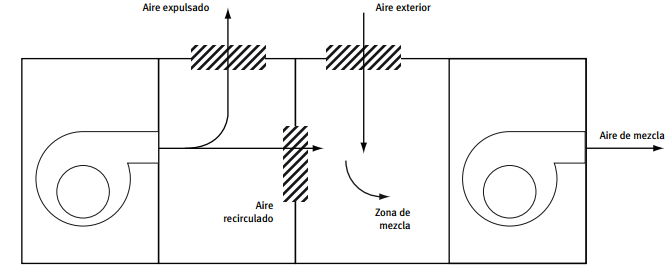 Aire expulsado
Aire exterior
Aire de mezcla
Aire
recirculado
Zona de
mezcla